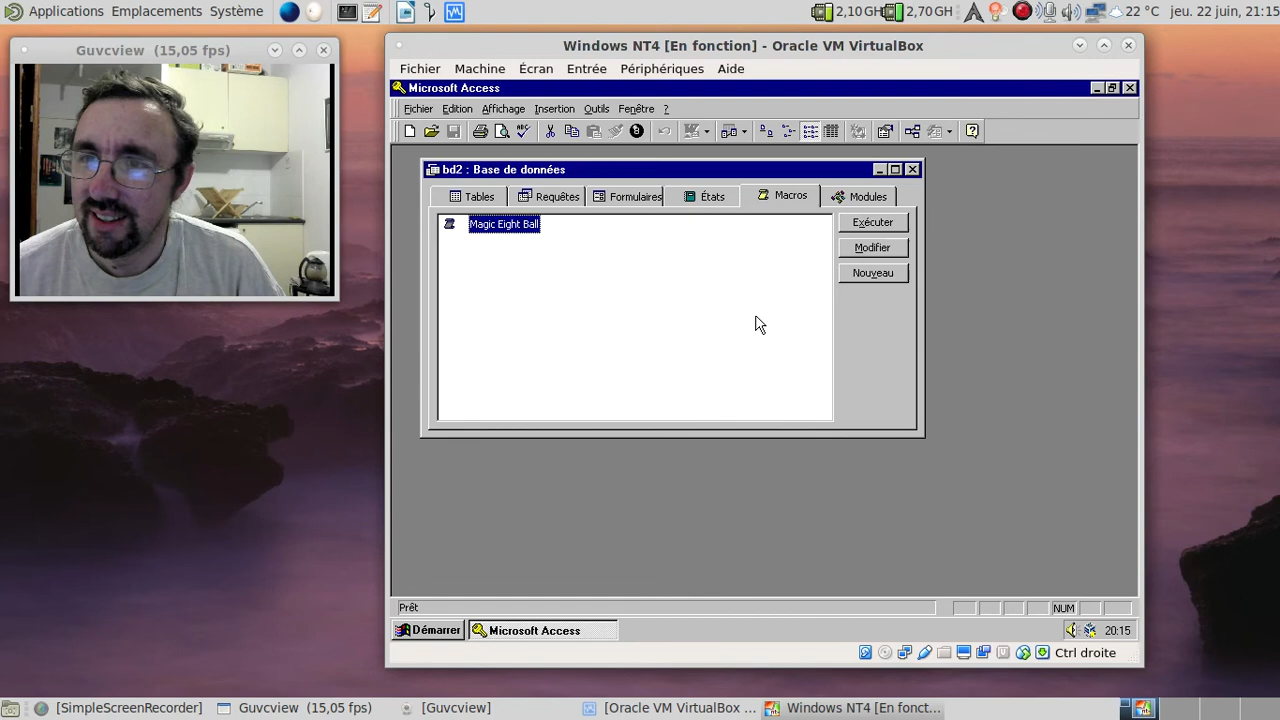 Applications Emplacements Système 2,10 GH 2,70 GH 22 °C jeu. 22 juin, 21:15
Guvcview (15,05 fps)
Windows NT4 [En fonction] - Oracle VM VirtualBox
Fichier Machine Écran Entrée Périphériques Aide
Microsoft Access
Fichier Edition Affichage Insertion Outils Fenêtre ?
bd2 : Base de données
Tables Requêtes Formulaires États Macros Modules
Magic Eight Ball
Exécuter
Modifier
Nouveau
Prêt NUM
Démarrer Microsoft Access 20:15
Ctrl droite
[SimpleScreenRecorder] Guvcview (15,05 fps) [Guvcview] [Oracle VM VirtualBox ... Windows NT4 [En fonct...